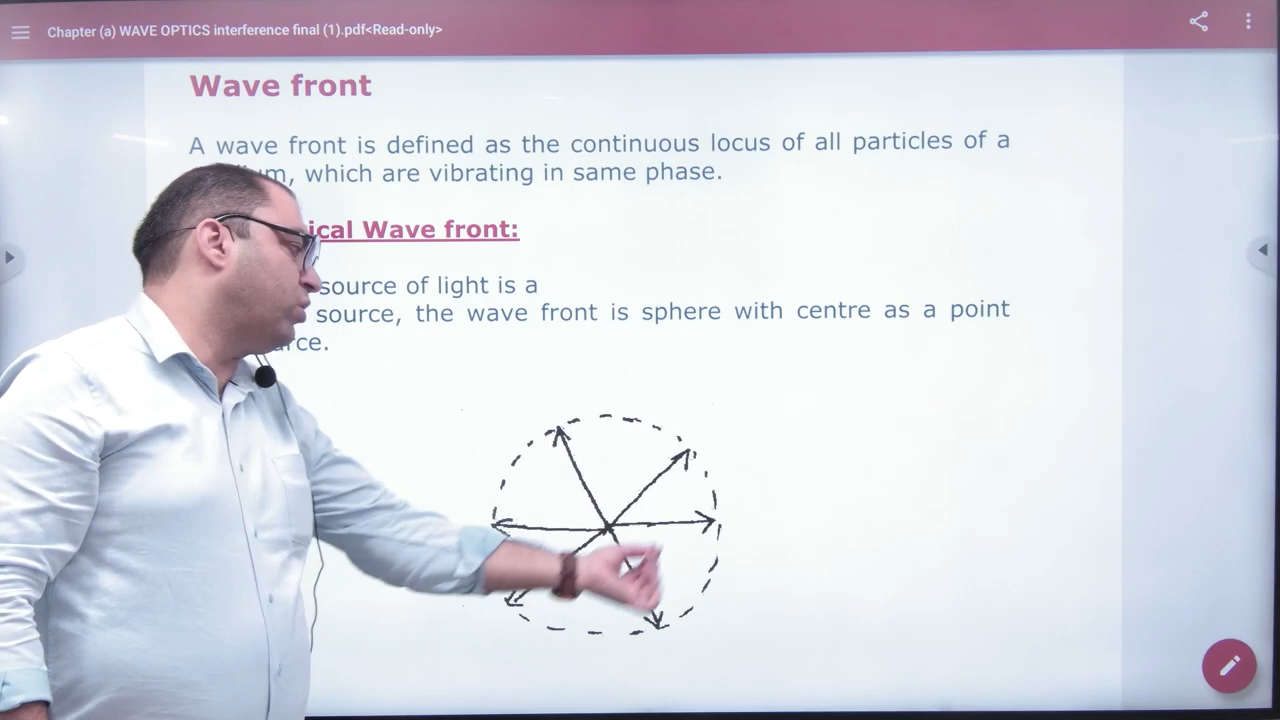 Chapter (a) WAVE OPTICS interference final (1).pdf<Read-only>
Wave front
A wave front is defined as the continuous locus of all particles of a
which are vibrating in same phase.
Wave front:
source of light is a
source, the wave front is sphere with centre as a point